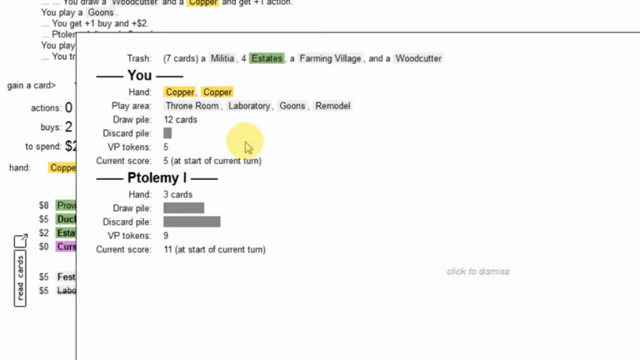 ... ... You draw a Woodcutter and a Copper and get +1 action.
You play a Goons.
... You get +1 buy and +$2.
... Ptolem
You play
... You tr
gain a card>
actions: 0
buys: 2
to spend: $2
hand: Coppe
$8 Provi
$5 Duch
$2 Esta
$0 Curs
$5 Fest
$5 Labo
read cards
Trash: (7 cards) a Militia, 4 Estates, a Farming Village, and a Woodcutter
You
Hand: Copper, Copper
Play area: Throne Room, Laboratory, Goons, Remodel
Draw pile: 12 cards
Discard pile:
VP tokens: 5
Current score: 5 (at start of current turn)
Ptolemy I
Hand: 3 cards
Draw pile:
Discard pile:
VP tokens: 9
Current score: 11 (at start of current turn)
click to dismiss